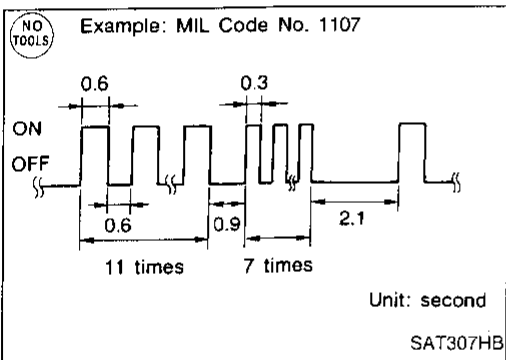 NO TOOLS
Example: MIL Code No. 1107
0.6
0.3
ON
OFF
0.6
0.9
2.1
11 times
7 times
Unit: second
SAT307HB